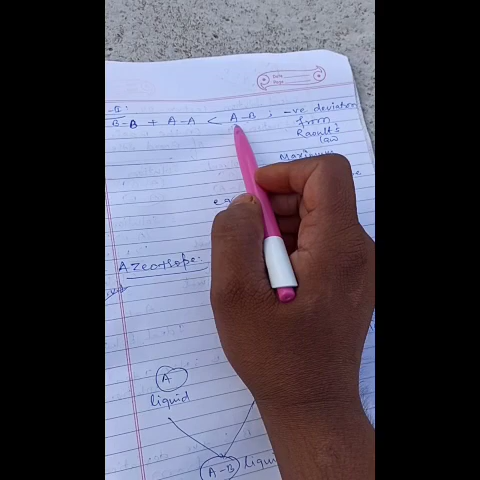 B-B + A-A < A-B ; -ve deviation
from
Raoult's
law
Maximum
Azeotrope:
A
liquid
A-B liquid